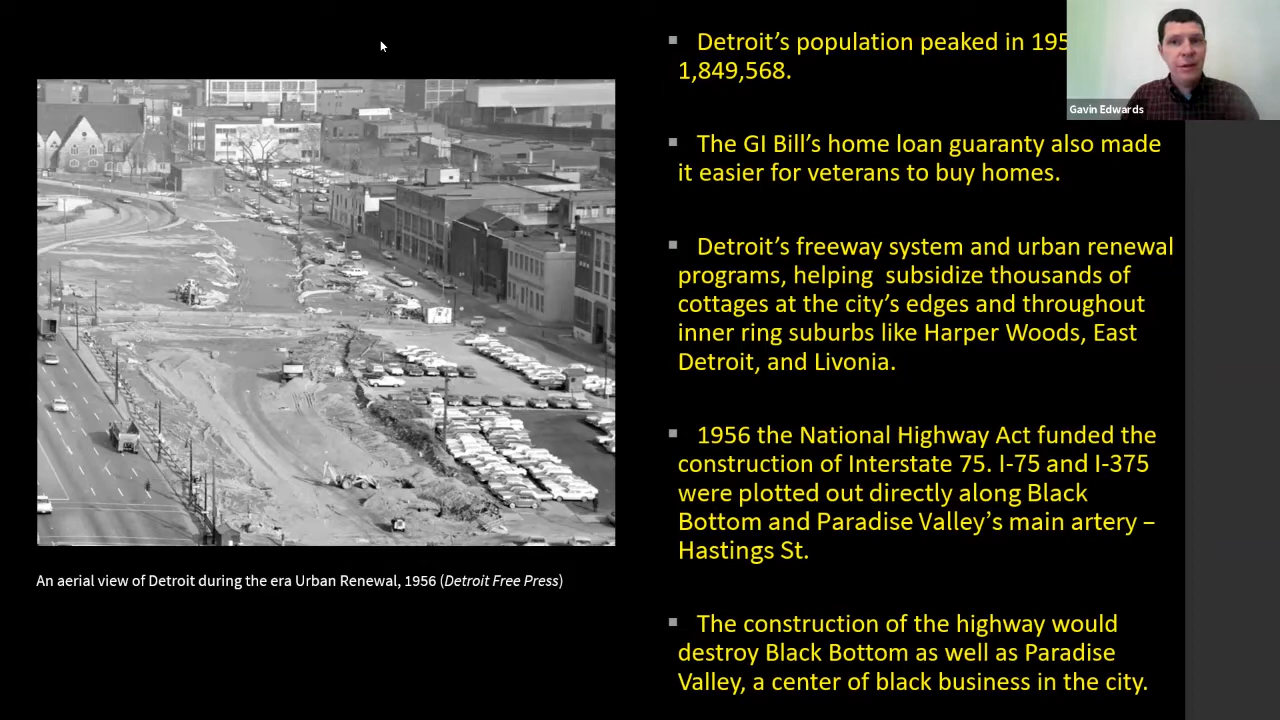 Detroit’s population peaked in 195
1,849,568.
Gavin Edwards
The GI Bill’s home loan guaranty also made
it easier for veterans to buy homes.
Detroit’s freeway system and urban renewal
programs, helping  subsidize thousands of
cottages at the city’s edges and throughout
inner ring suburbs like Harper Woods, East
Detroit, and Livonia.
1956 the National Highway Act funded the
construction of Interstate 75. I-75 and I-375
were plotted out directly along Black
Bottom and Paradise Valley’s main artery –
Hastings St.
The construction of the highway would
destroy Black Bottom as well as Paradise
Valley, a center of black business in the city.
An aerial view of Detroit during the era Urban Renewal, 1956 (Detroit Free Press)